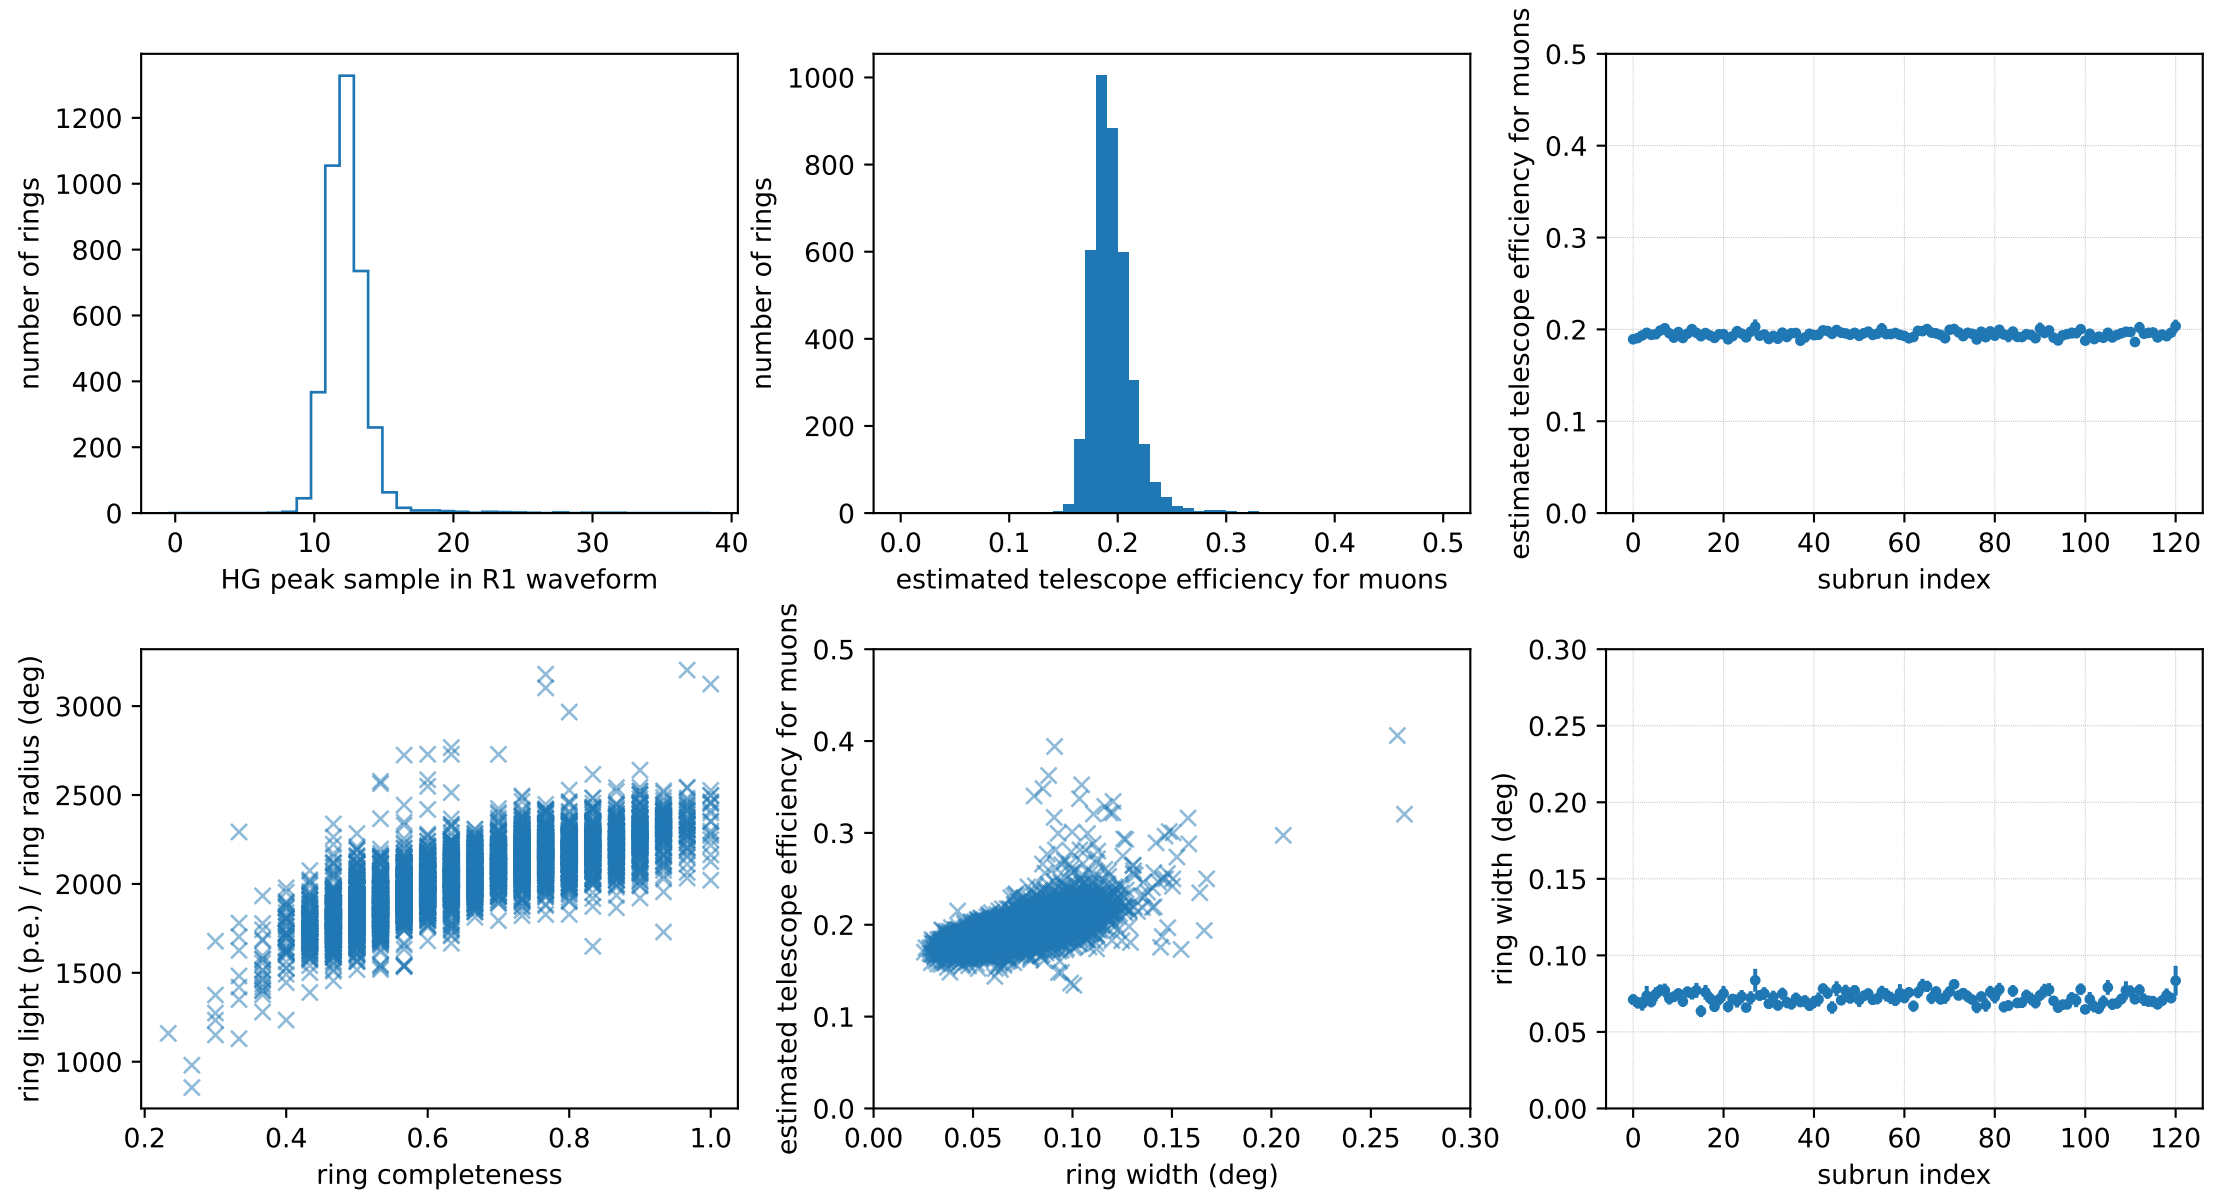 number of rings
1200
1000
800
600
400
200
0
0 10 20 30 40
HG peak sample in R1 waveform
number of rings
1000
800
600
400
200
0
0.0 0.1 0.2 0.3 0.4 0.5
estimated telescope efficiency for muons
estimated telescope efficiency for muons
0.5
0.4
0.3
0.2
0.1
0.0
0 20 40 60 80 100 120
subrun index
ring light (p.e.) / ring radius (deg)
3000
2500
2000
1500
1000
0.2 0.4 0.6 0.8 1.0
ring completeness
estimated telescope efficiency for muons
0.5
0.4
0.3
0.2
0.1
0.0
0.00 0.05 0.10 0.15 0.20 0.25 0.30
ring width (deg)
ring width (deg)
0.30
0.25
0.20
0.15
0.10
0.05
0.00
0 20 40 60 80 100 120
subrun index